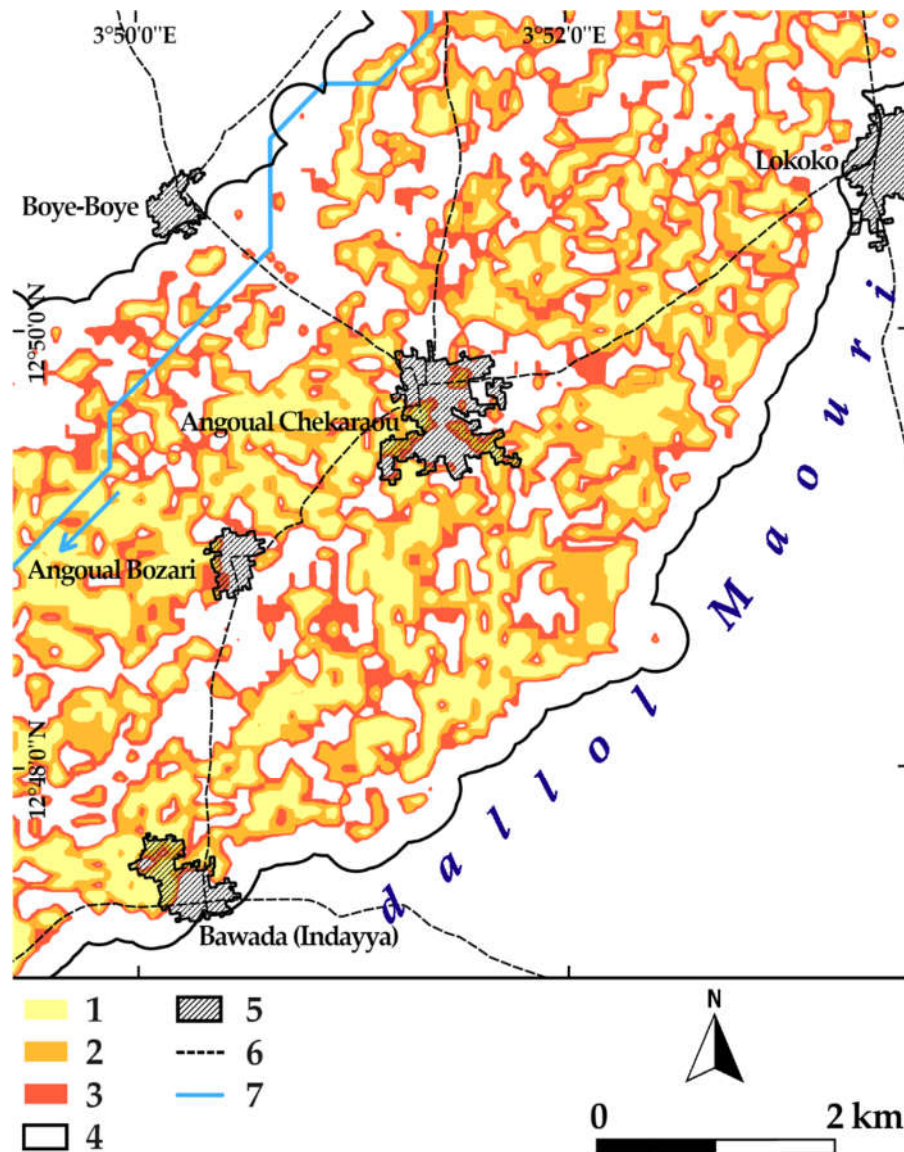 3°50'0"E 3°52'0"E
Lokoko
Boye-Boye
12°50'0"N
Angoual Chekaraou
Angoual Bozari
dallol Maouri
12°48'0"N
Bawada (Indayya)
1 5
2 6
3 7
4
N
0 2 km